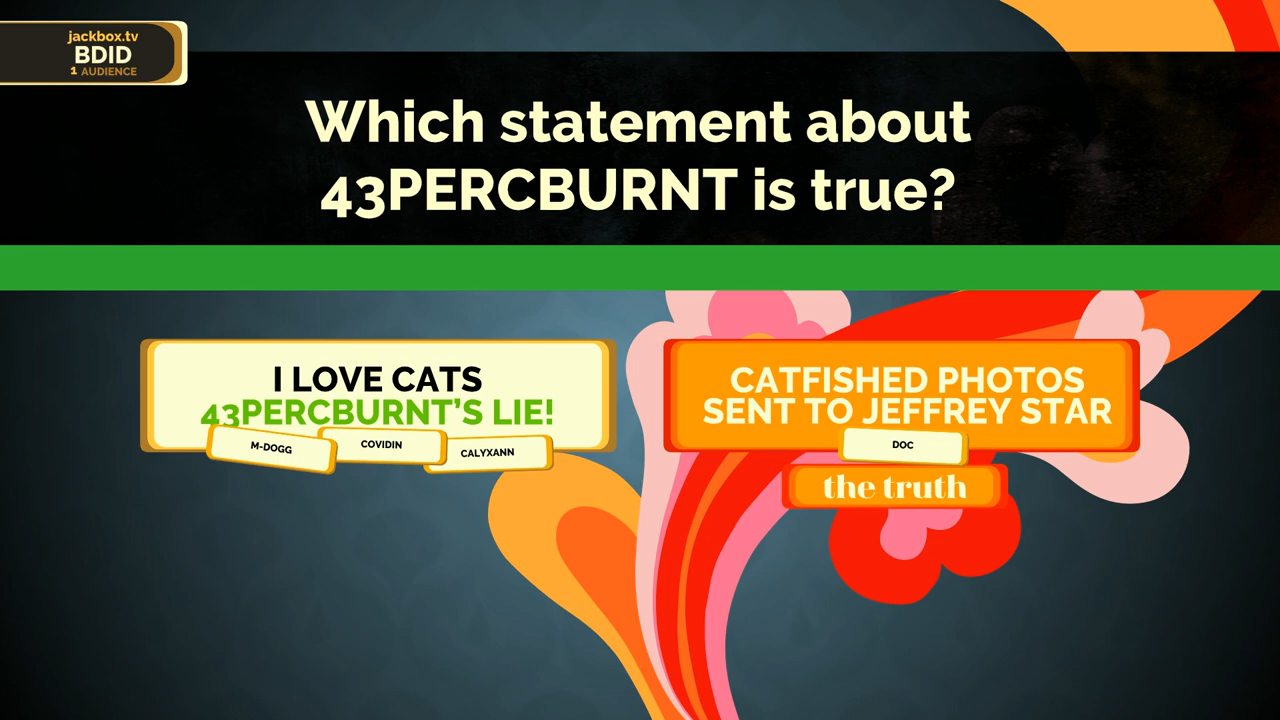 jackbox.tv
BDID
1 AUDIENCE
Which statement about
43PERCBURNT is true?
I LOVE CATS
43PERCBURNT'S LIE!
M-DOGG
COVIDIN
CALYXANN
CATFISHED PHOTOS
SENT TO JEFFREY STAR
DOC
the truth